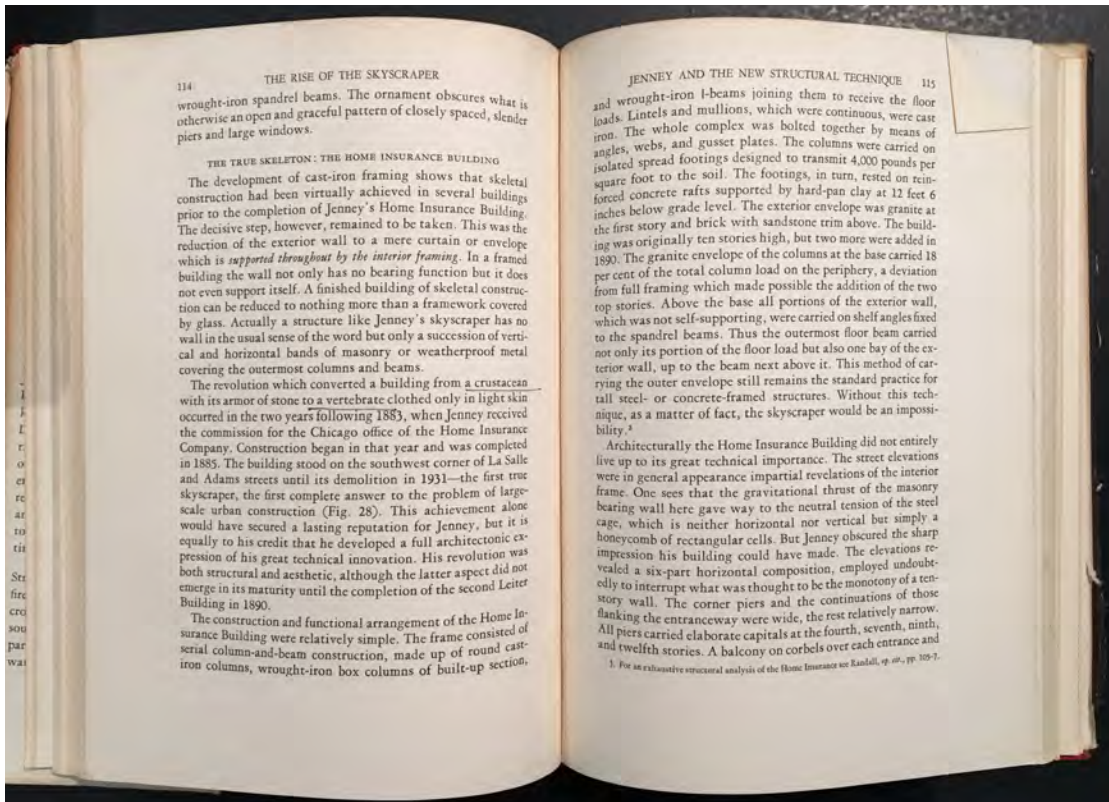 114
THE RISE OF THE SKYSCRAPER
wrought-iron spandrel beams. The ornament obscures what is
otherwise an open and graceful pattern of closely spaced, slender
piers and large windows.
THE TRUE SKELETON: THE HOME INSURANCE BUILDING
The development of cast-iron framing shows that skeletal
construction had been virtually achieved in several buildings
prior to the completion of Jenney's Home Insurance Building.
The decisive step, however, remained to be taken. This was the
reduction of the exterior wall to a mere curtain or envelope
which is supported throughout by the interior framing. In a framed
building the wall not only has no bearing function but it does
not even support itself. A finished building of skeletal construc-
tion can be reduced to nothing more than a framework covered
by glass. Actually a structure like Jenney's skyscraper has no
wall in the usual sense of the word but only a succession of verti-
cal and horizontal bands of masonry or weatherproof metal
covering the outermost columns and beams.
The revolution which converted a building from a crustacean
with its armor of stone to a vertebrate clothed only in light skin
occurred in the two years following 1883, when Jenney received
the commission for the Chicago office of the Home Insurance
Company. Construction began in that year and was completed
in 1885. The building stood on the southwest corner of La Salle
and Adams streets until its demolition in 1931—the first true
skyscraper, the first complete answer to the problem of large-
scale urban construction (Fig. 28). This achievement alone
would have secured a lasting reputation for Jenney, but it is
equally to his credit that he developed a full architectonic ex-
pression of his great technical innovation. His revolution was
both structural and aesthetic, although the latter aspect did not
emerge in its maturity until the completion of the second Leiter
Building in 1890.
The construction and functional arrangement of the Home In-
surance Building were relatively simple. The frame consisted of
serial column-and-beam construction, made up of round cast-
iron columns, wrought-iron box columns of built-up section,
JENNEY AND THE NEW STRUCTURAL TECHNIQUE 115
and wrought-iron I-beams joining them to receive the floor
loads. Lintels and mullions, which were continuous, were cast
iron. The whole complex was bolted together by means of
angles, webs, and gusset plates. The columns were carried on
isolated spread footings designed to transmit 4,000 pounds per
square foot to the soil. The footings, in turn, rested on rein-
forced concrete rafts supported by hard-pan clay at 12 feet 6
inches below grade level. The exterior envelope was granite at
the first story and brick with sandstone trim above. The build-
ing was originally ten stories high, but two more were added in
1890. The granite envelope of the columns at the base carried 18
per cent of the total column load on the periphery, a deviation
from full framing which made possible the addition of the two
top stories. Above the base all portions of the exterior wall,
which was not self-supporting, were carried on shelf angles fixed
to the spandrel beams. Thus the outermost floor beam carried
not only its portion of the floor load but also one bay of the ex-
terior wall, up to the beam next above it. This method of car-
rying the outer envelope still remains the standard practice for
tall steel- or concrete-framed structures. Without this tech-
nique, as a matter of fact, the skyscraper would be an impossi-
bility.³
Architecturally the Home Insurance Building did not entirely
live up to its great technical importance. The street elevations
were in general appearance impartial revelations of the interior
frame. One sees that the gravitational thrust of the masonry
bearing wall here gave way to the neutral tension of the steel
cage, which is neither horizontal nor vertical but simply a
honeycomb of rectangular cells. But Jenney obscured the sharp
impression his building could have made. The elevations re-
vealed a six-part horizontal composition, employed undoubt-
edly to interrupt what was thought to be the monotony of a ten-
story wall. The corner piers and the continuations of those
flanking the entranceway were wide, the rest relatively narrow.
All piers carried elaborate capitals at the fourth, seventh, ninth,
and twelfth stories. A balcony on corbels over each entrance and
3. For an exhaustive structural analysis of the Home Insurance see Randall, op. cit., pp. 105-7.